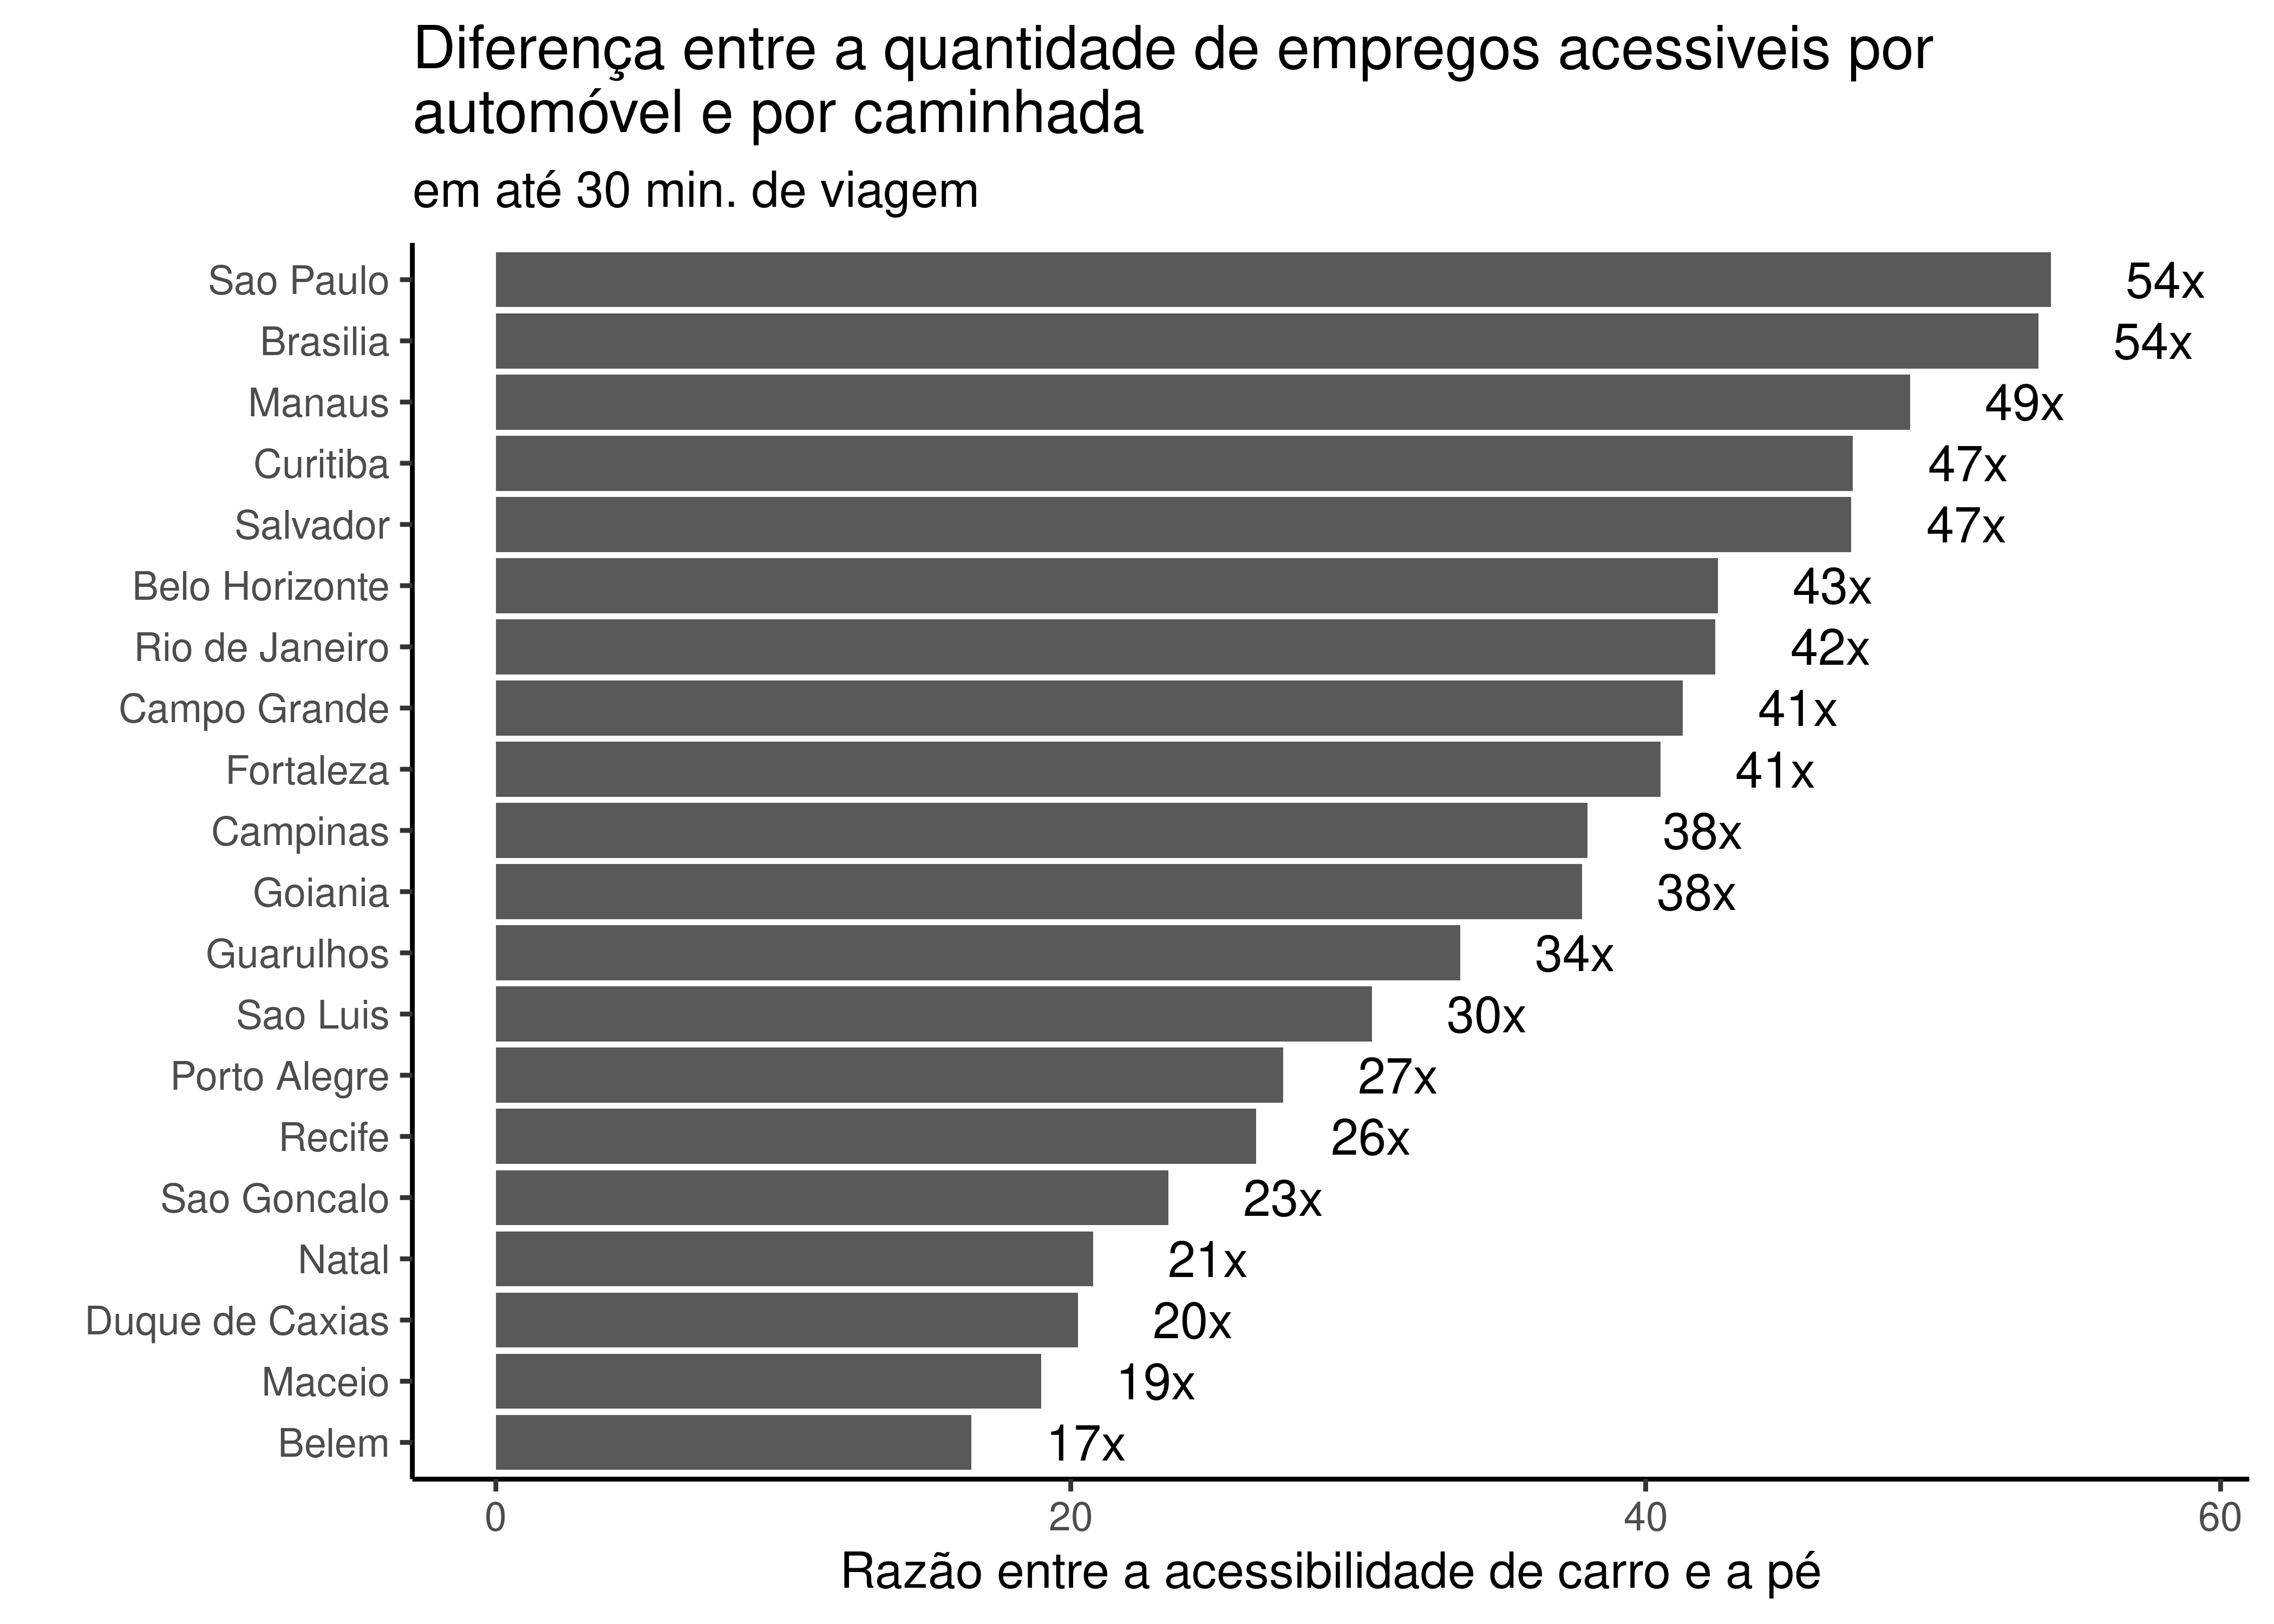 Diferença entre a quantidade de empregos acessiveis por
automóvel e por caminhada
em até 30 min. de viagem
Sao Paulo 54x
Brasilia 54x
Manaus 49x
Curitiba 47x
Salvador 47x
Belo Horizonte 43x
Rio de Janeiro 42x
Campo Grande 41x
Fortaleza 41x
Campinas 38x
Goiania 38x
Guarulhos 34x
Sao Luis 30x
Porto Alegre 27x
Recife 26x
Sao Goncalo 23x
Natal 21x
Duque de Caxias 20x
Maceio 19x
Belem 17x
0 20 40 60
Razão entre a acessibilidade de carro e a pé